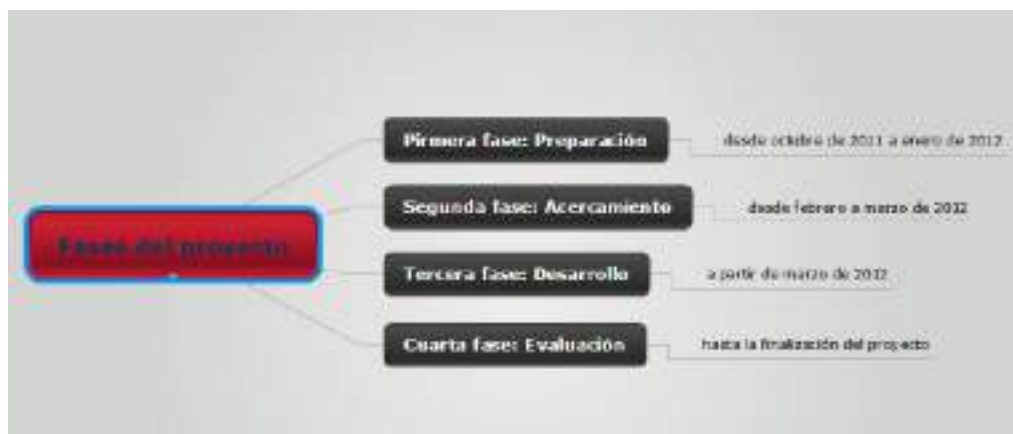 Fases del proyecto
Pirmera fase: Preparación
desde octubre de 2011 a enero de 2012
Segunda fase: Acercamiento
desde febrero a marzo de 2012
Tercera fase: Desarrollo
a partir de marzo de 2012
Cuarta fase: Evaluación
hasta la finalización del proyecto